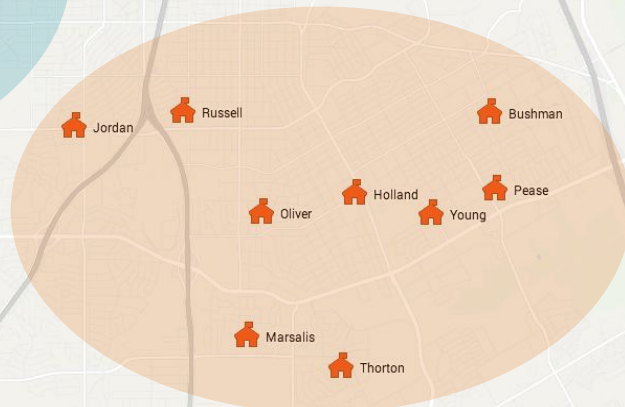 Russell
Bushman
Jordan
Pease
Holland
Oliver
Young
Marsalis
Thorton